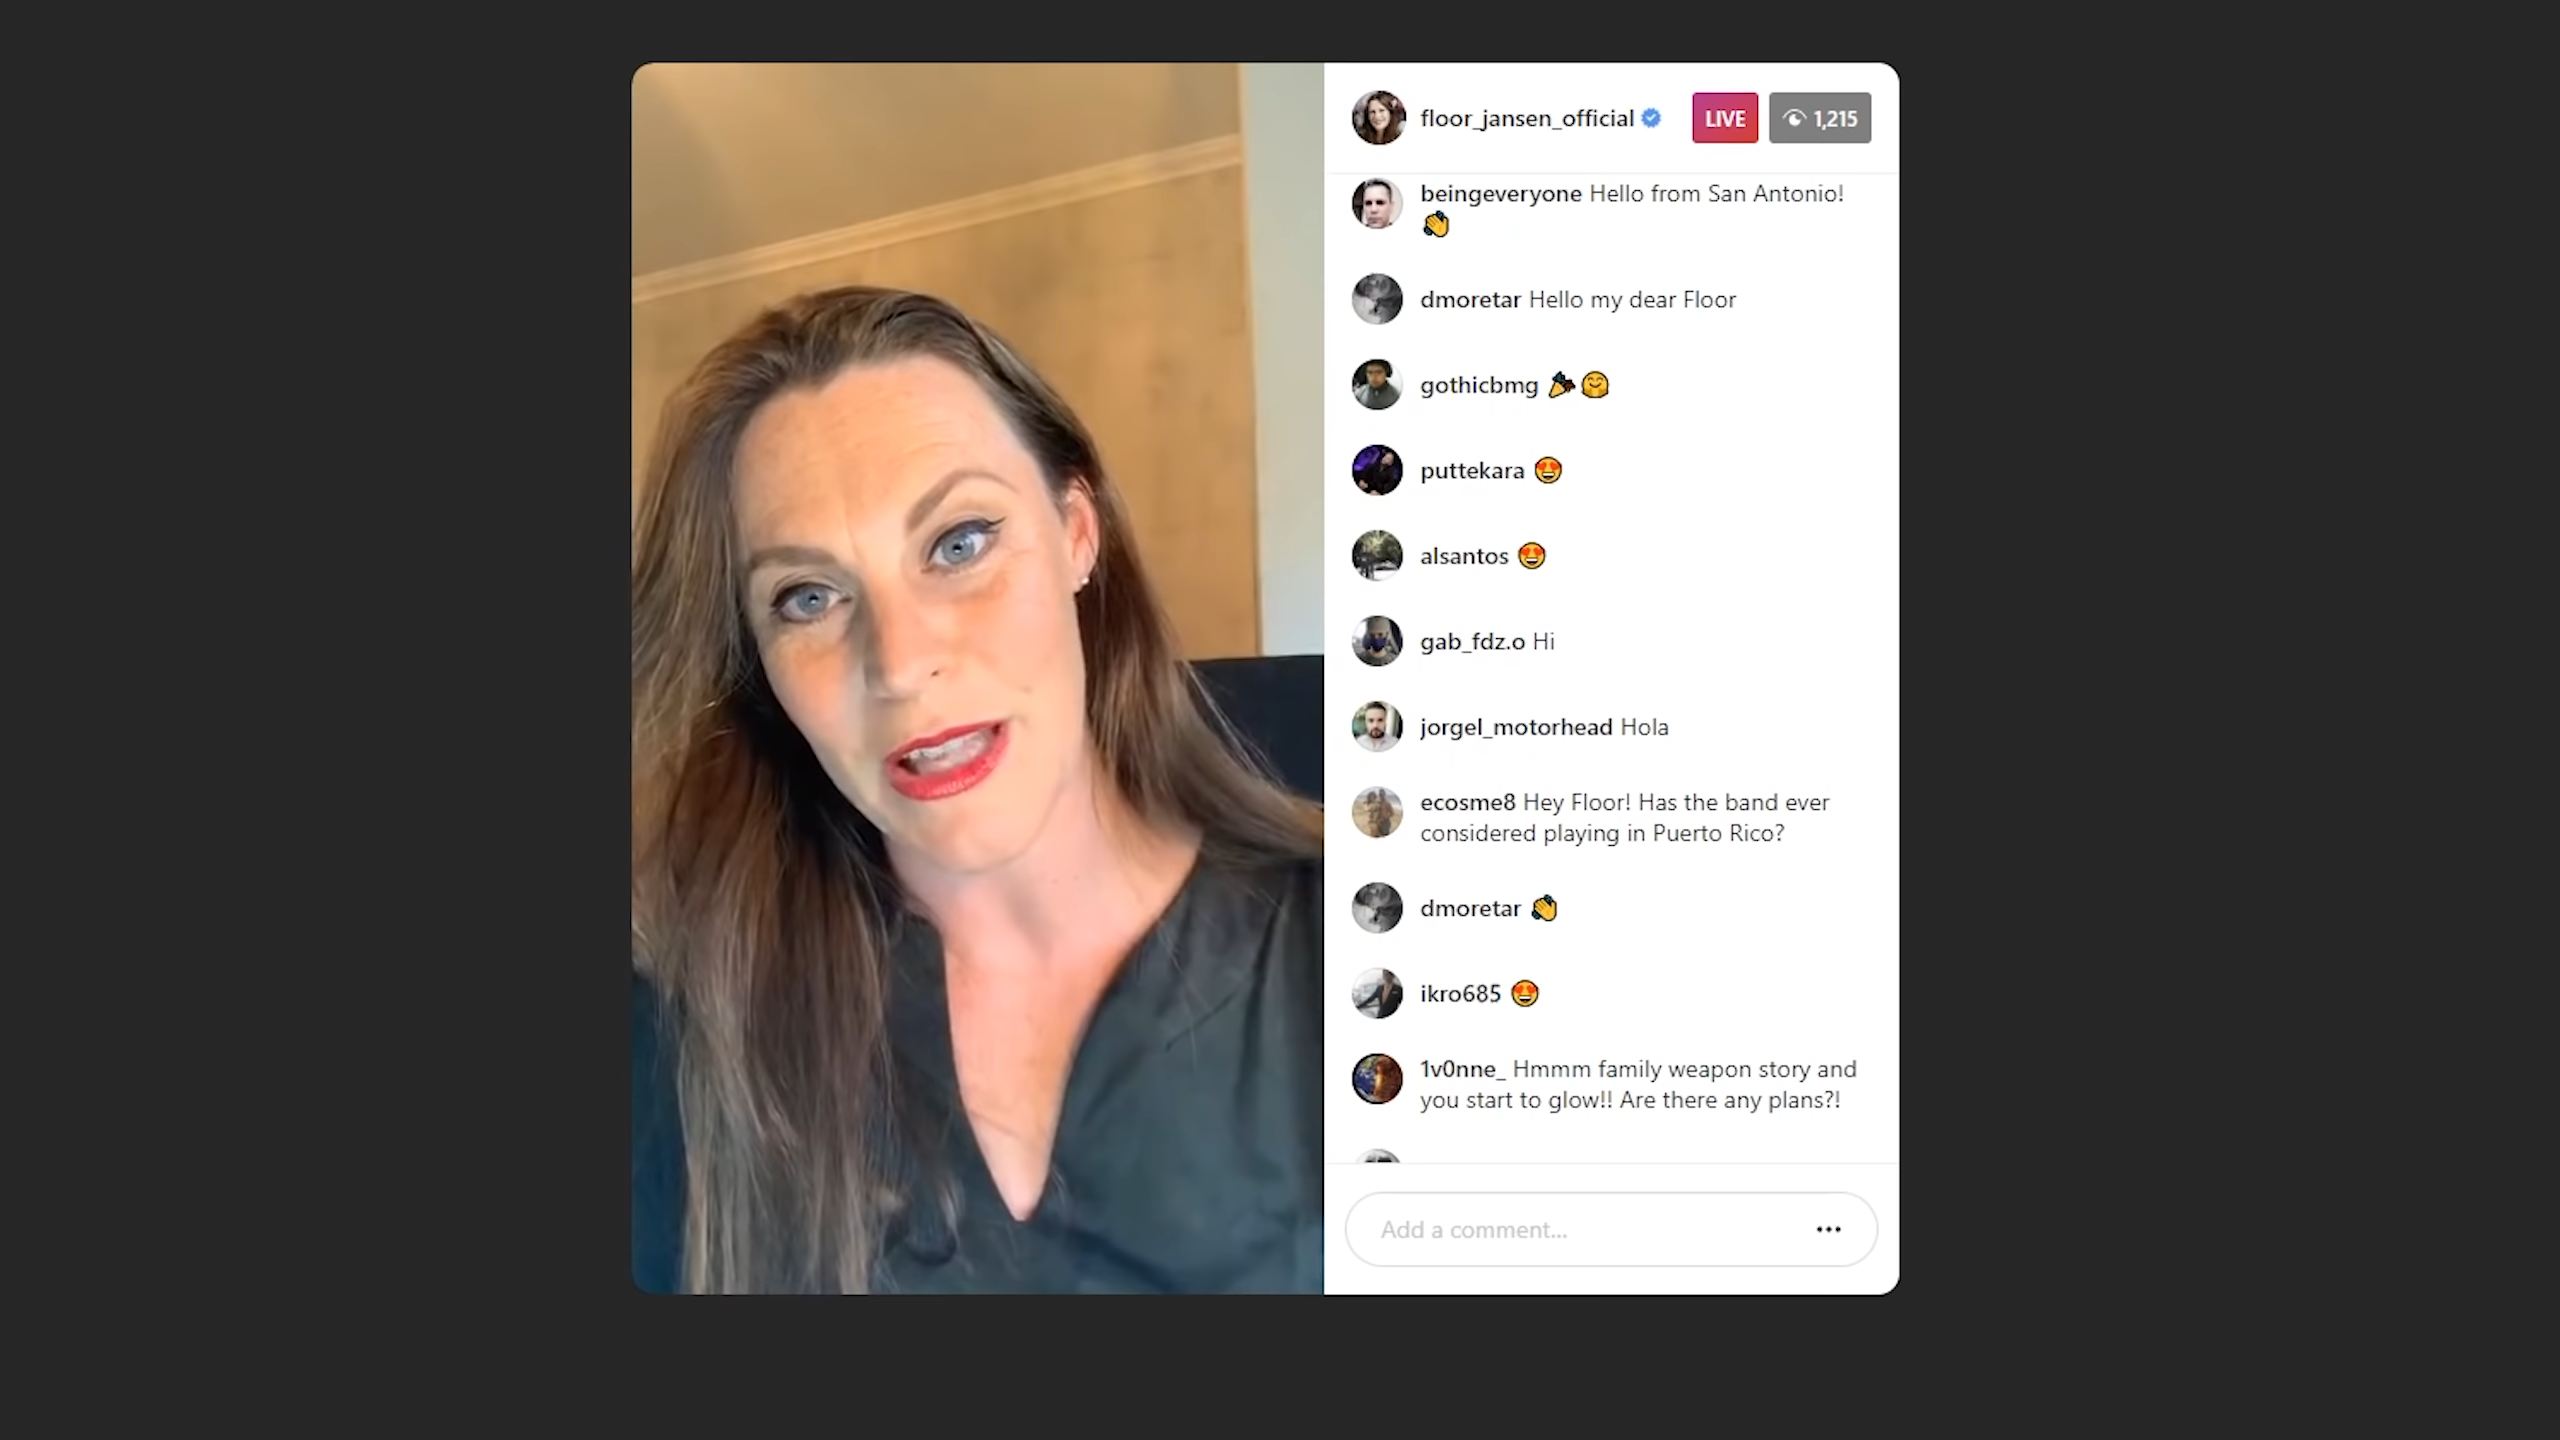 floor_jansen_official LIVE 1,215
beingeveryone Hello from San Antonio!
dmoretar Hello my dear Floor
gothicbmg
puttekara
alsantos
gab_fdz.o Hi
jorgel_motorhead Hola
ecosme8 Hey Floor! Has the band ever
considered playing in Puerto Rico?
dmoretar
ikro685
1v0nne_ Hmmm family weapon story and
you start to glow!! Are there any plans?!
Add a comment...